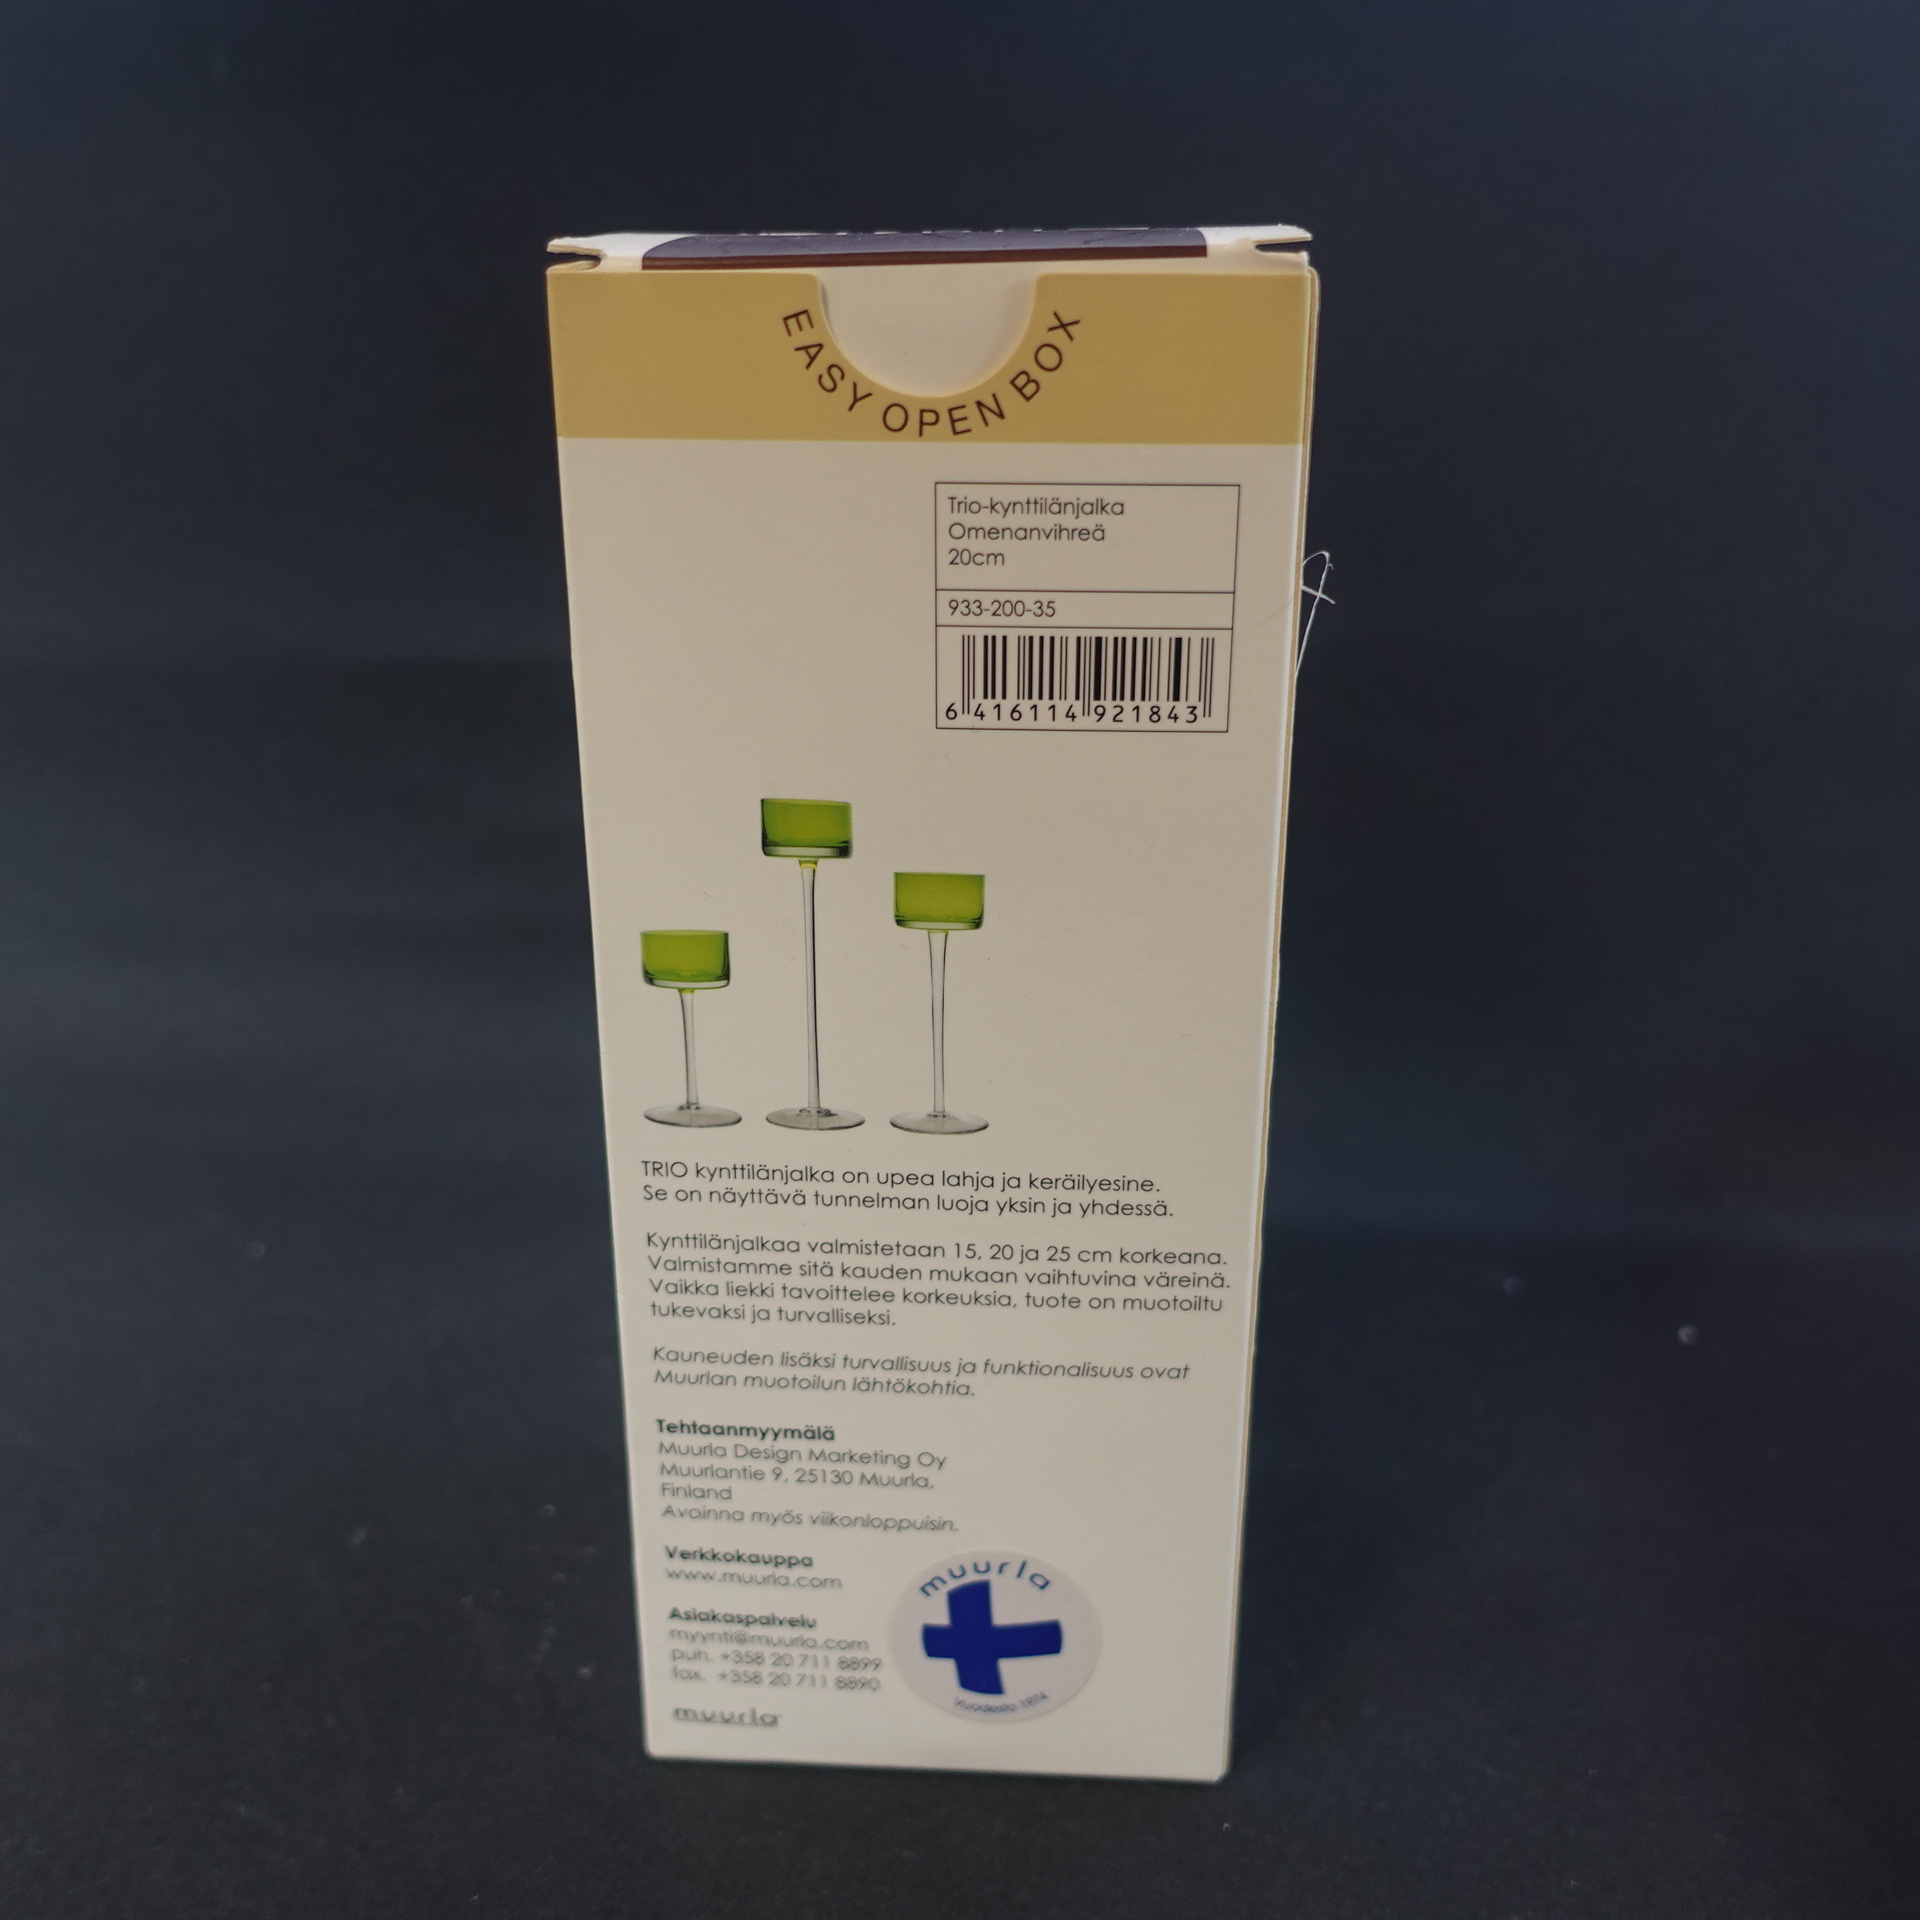 EASY OPEN BOX
Trio-kynttilänjalka
Omenanvihreä
20cm
933-200-35
6 416114 921843
TRIO kynttilänjalka on upea lahja ja keräilyesine.
Se on näyttävä tunnelman luoja yksin ja yhdessä.
Kynttilänjalkaa valmistetaan 15, 20 ja 25 cm korkeana.
Valmistamme sitä kauden mukaan vaihtuvina väreinä.
Vaikka liekki tavoittelee korkeuksia, tuote on muotoiltu
tukevaksi ja turvalliseksi.
Kauneuden lisäksi turvallisuus ja funktionalisuus ovat
Muurlan muotoilun lähtökohtia.
Tehtaanmyymälä
Muurla Design Marketing Oy
Muurlantie 9, 25130 Muurla,
Finland
Avoinna myös viikonloppuisin.
Verkkokauppa
www.muurla.com
Asiakaspalvelu
myynti@muurla.com
puh. +358 20 711 8899
fax. +358 20 711 8890
muurla
muurla
Vuodesta